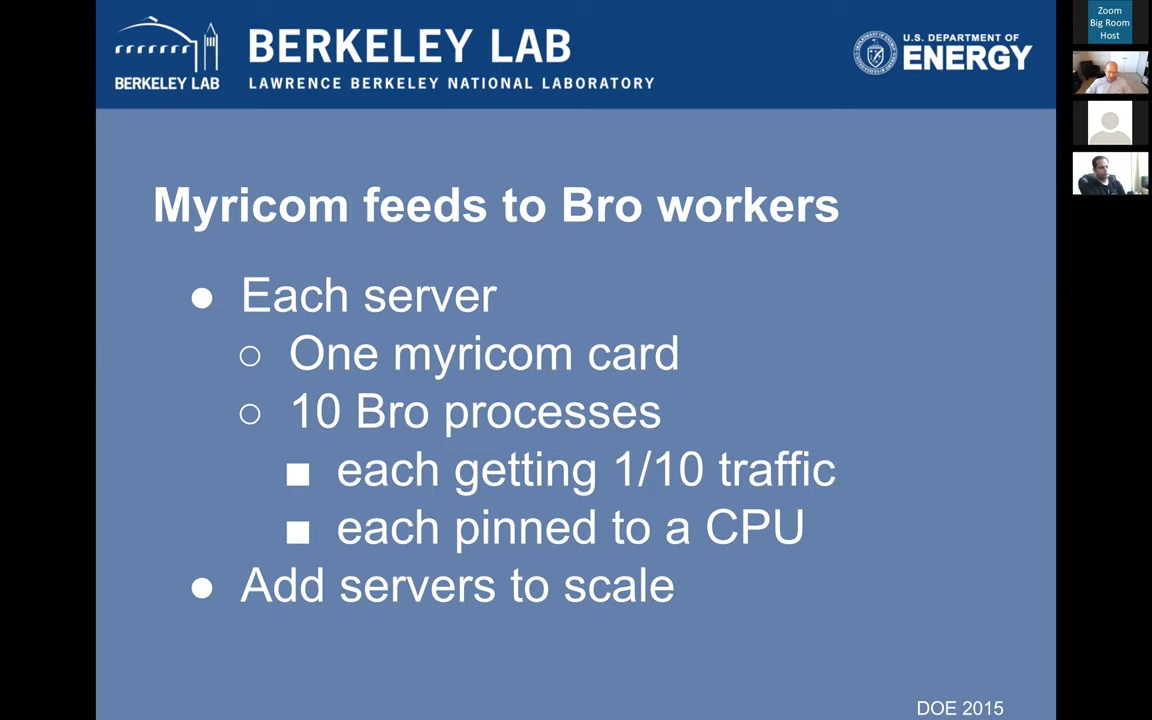 BERKELEY LAB
BERKELEY LAB
LAWRENCE BERKELEY NATIONAL LABORATORY
U.S. DEPARTMENT OF
ENERGY
Zoom
Big Room
Host
Myricom feeds to Bro workers
● Each server
○ One myricom card
○ 10 Bro processes
■ each getting 1/10 traffic
■ each pinned to a CPU
● Add servers to scale
DOE 2015